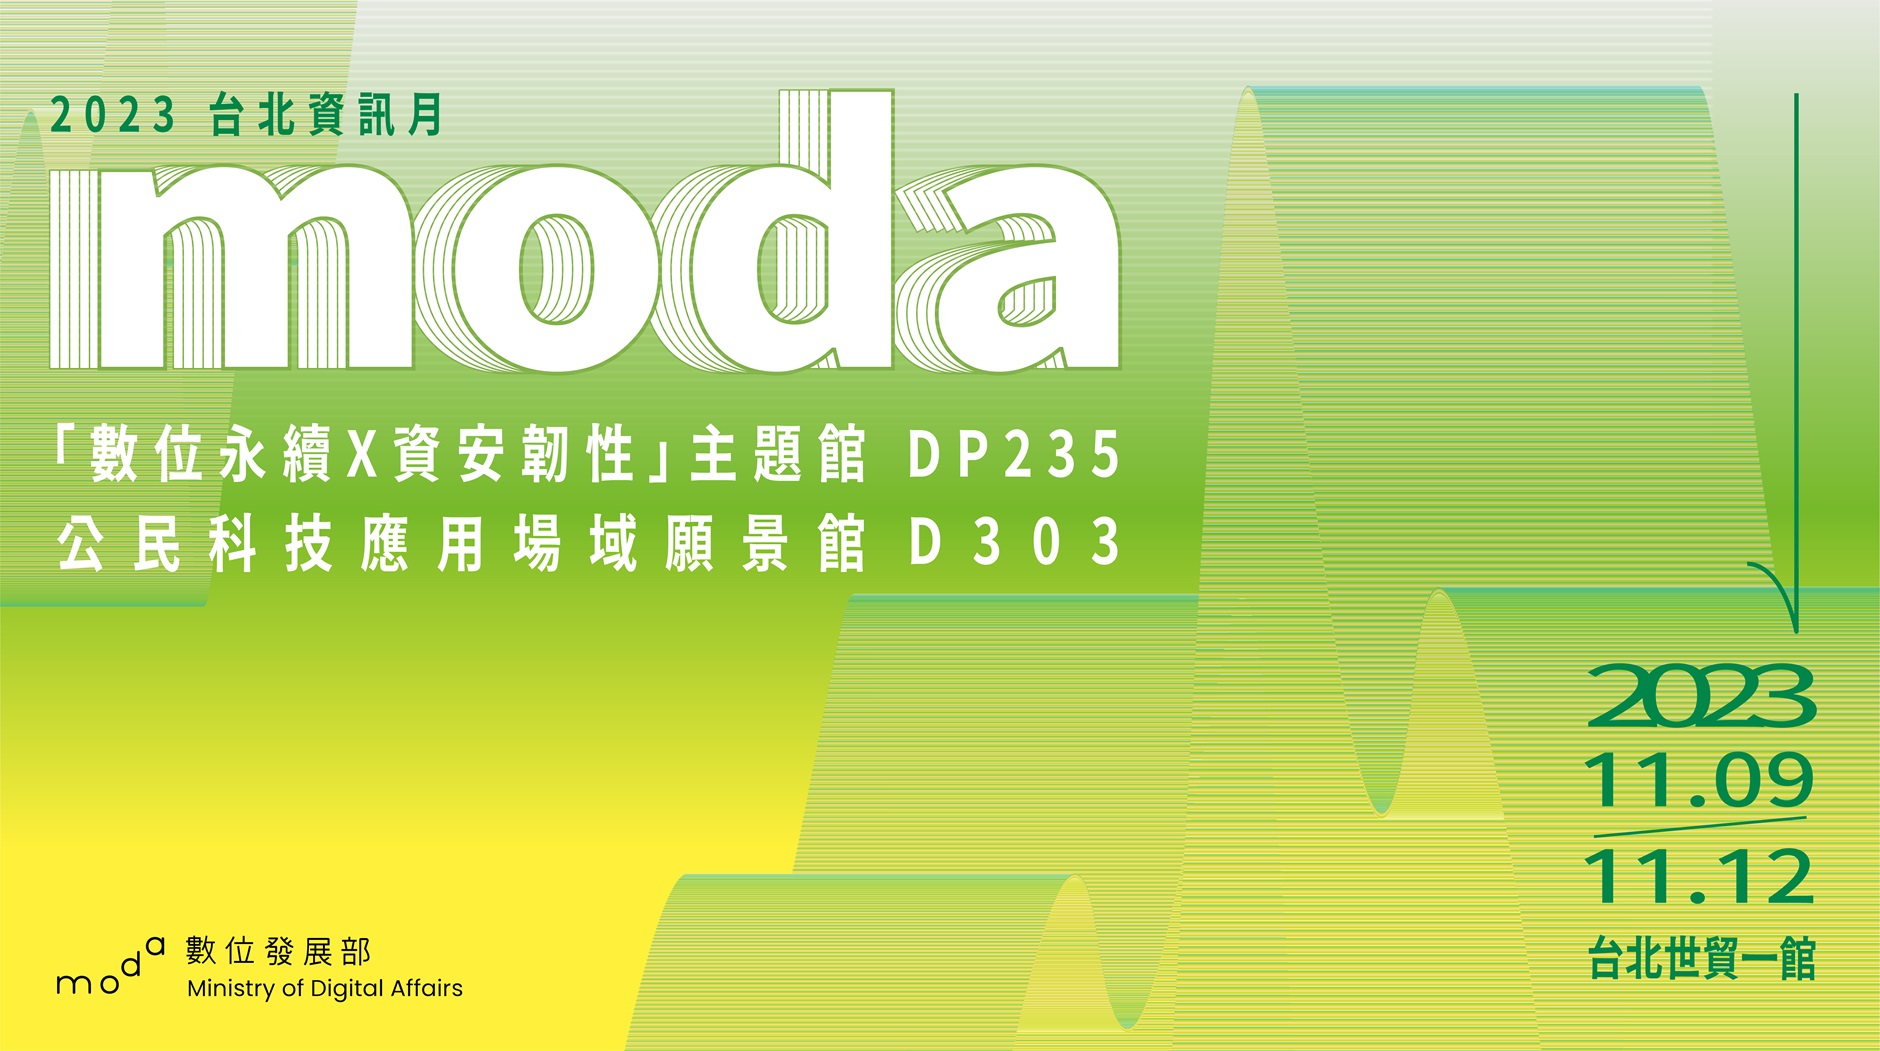 2023 台北資訊月
moda
「數位永續X資安韌性」主題館 DP235
公民科技應用場域願景館 D303
2023
11.09
11.12
台北世貿一館
moda 數位發展部
Ministry of Digital Affairs